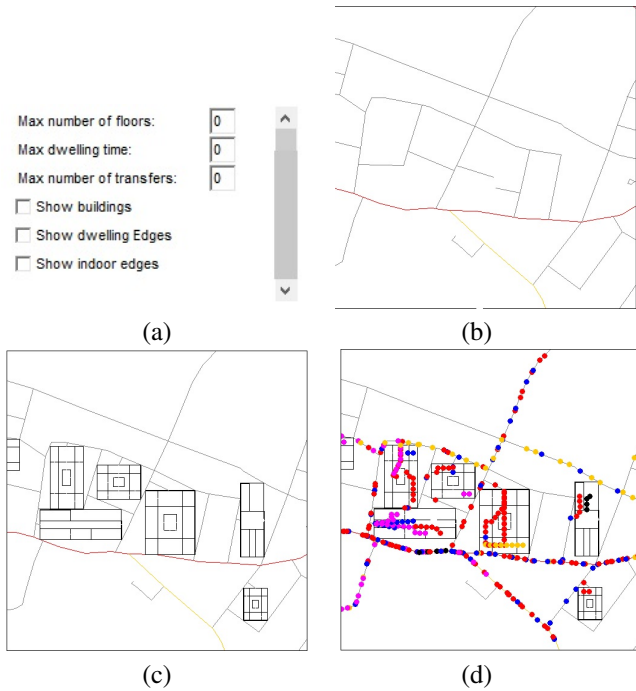 Max number of floors: 0
Max dwelling time: 0
Max number of transfers: 0
Show buildings
Show dwelling Edges
Show indoor edges
(a)
(b)
(c)
(d)